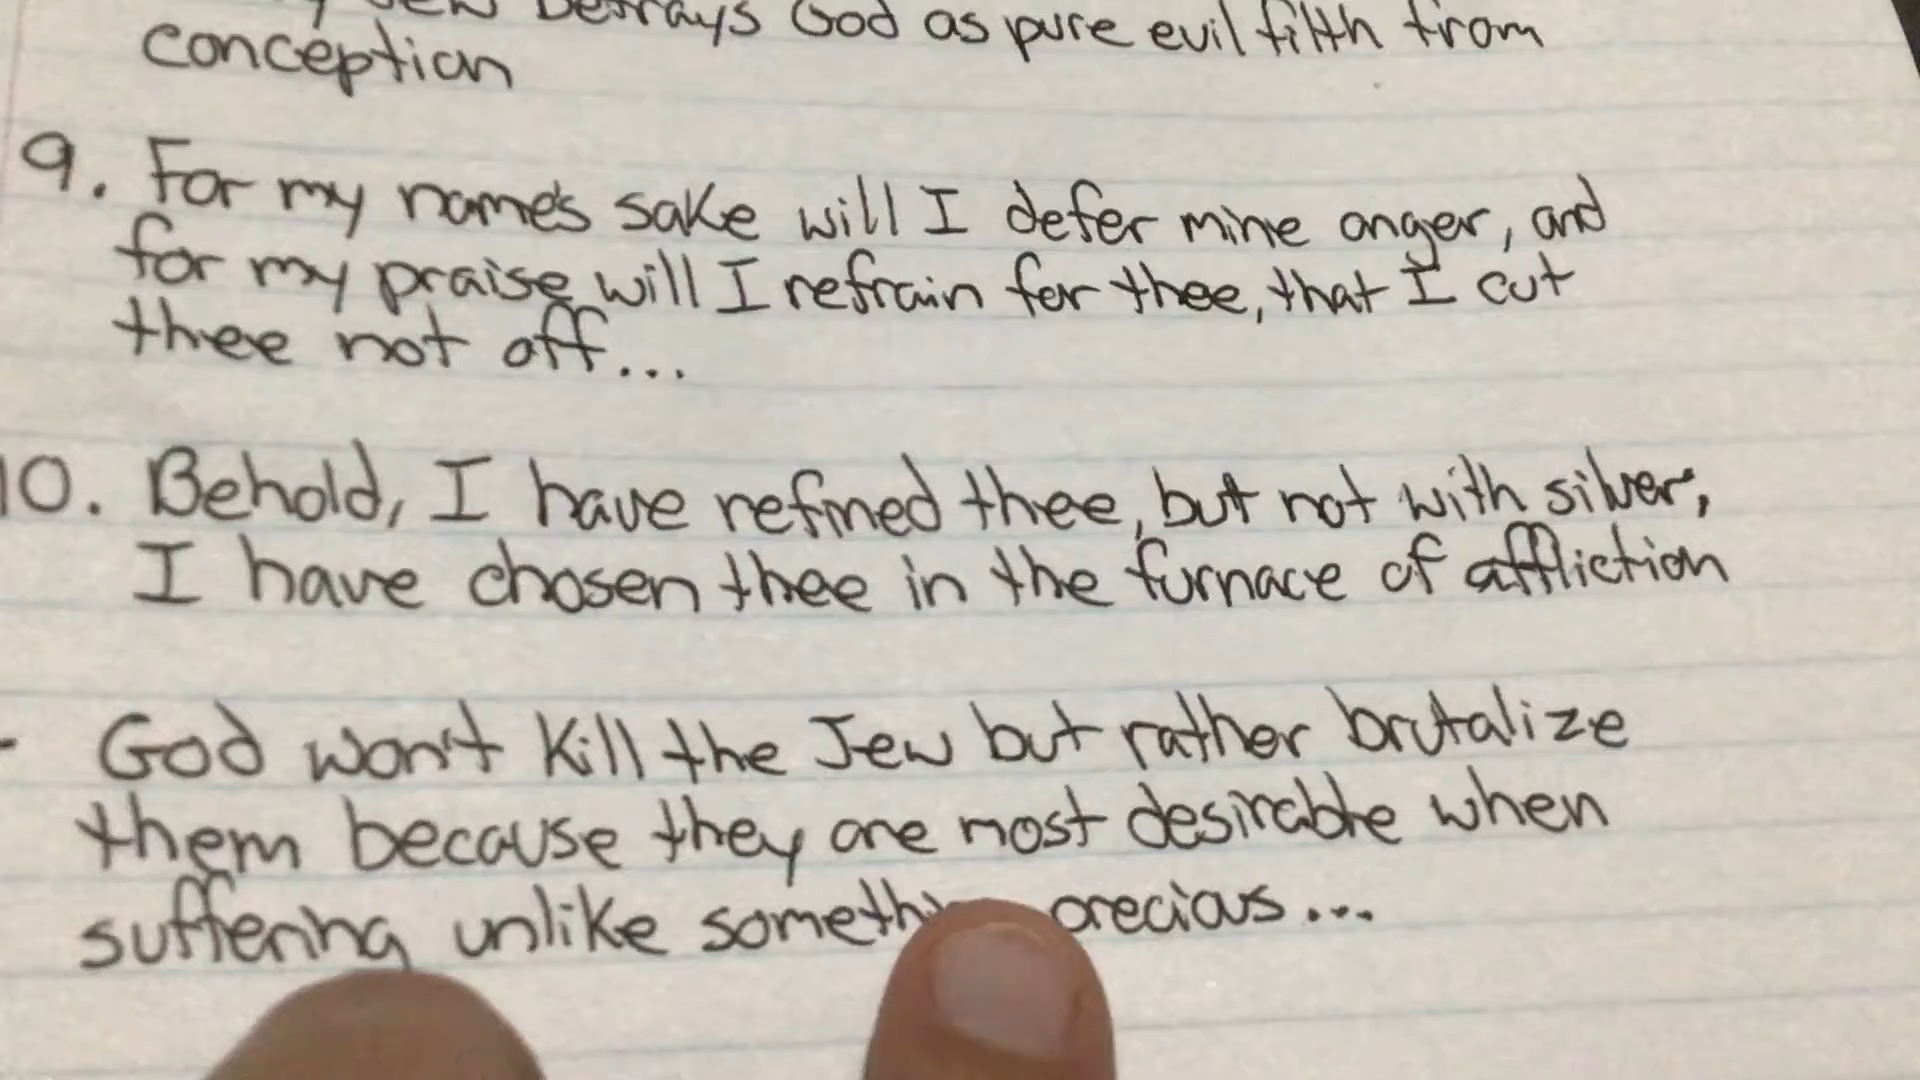 Jew betrays God as pure evil filth from
conception
9. For my name's sake will I defer mine anger, and
for my praise will I refrain for thee, that I cut
thee not off...
10. Behold, I have refined thee, but not with silver,
I have chosen thee in the furnace of affliction
- God won't kill the Jew but rather brutalize
them because they are most desirable when
suffering unlike precious...